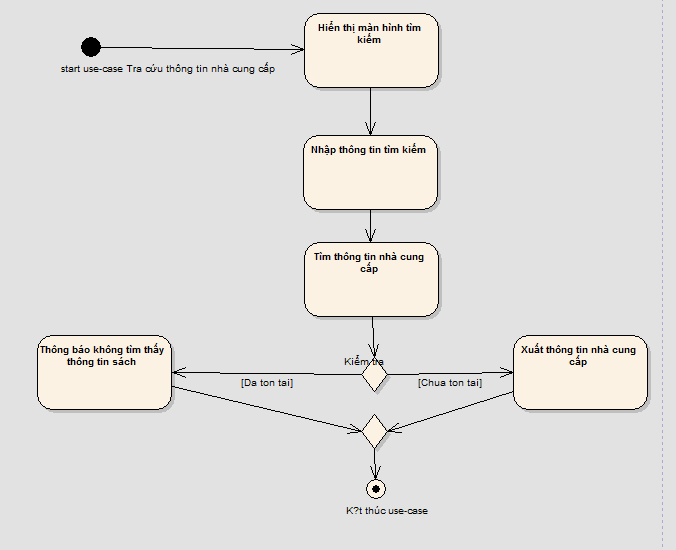 Hiển thị màn hình tìm
kiếm
start use-case Tra cứu thông tin nhà cung cấp
Nhập thông tin tìm kiếm
Tìm thông tin nhà cung
cấp
Kiểm tra
Thông báo không tìm thấy
thông tin sách
[Da ton tai]
[Chua ton tai]
Xuất thông tin nhà cung
cấp
K?t thúc use-case